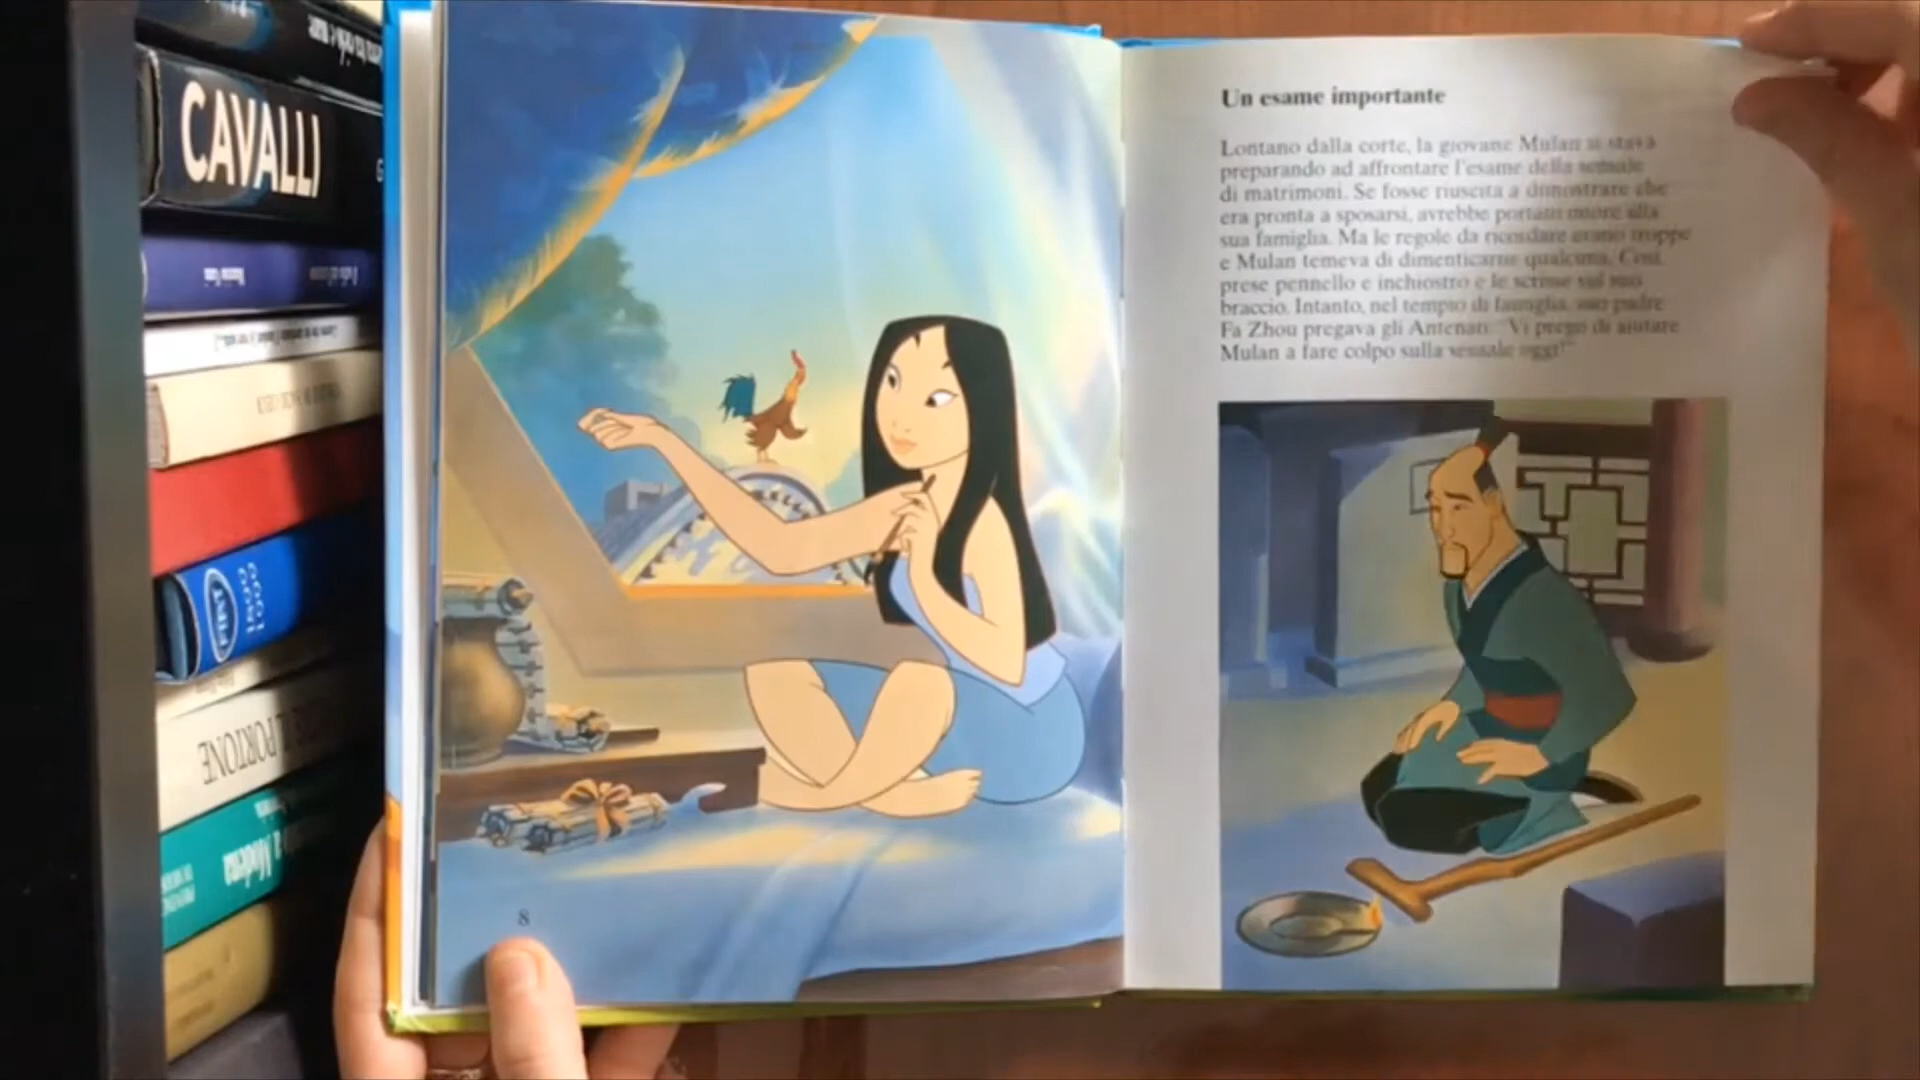 CAVALLI
G
FIRST
IL PORTONE
a Modena
8
Un esame importante
Lontano dalla corte, la giovane Mulan si stava
preparando ad affrontare l'esame della sensale
di matrimoni. Se fosse riuscita a dimostrare che
era pronta a sposarsi, avrebbe portato onore alla
sua famiglia. Ma le regole da ricordare erano troppe
e Mulan temeva di dimenticarne qualcuna. Così,
prese pennello e inchiostro e le scrisse sul suo
braccio. Intanto, nel tempio di famiglia, suo padre
Fa Zhou pregava gli Antenati: "Vi prego di aiutare
Mulan a fare colpo sulla sensale oggi!"